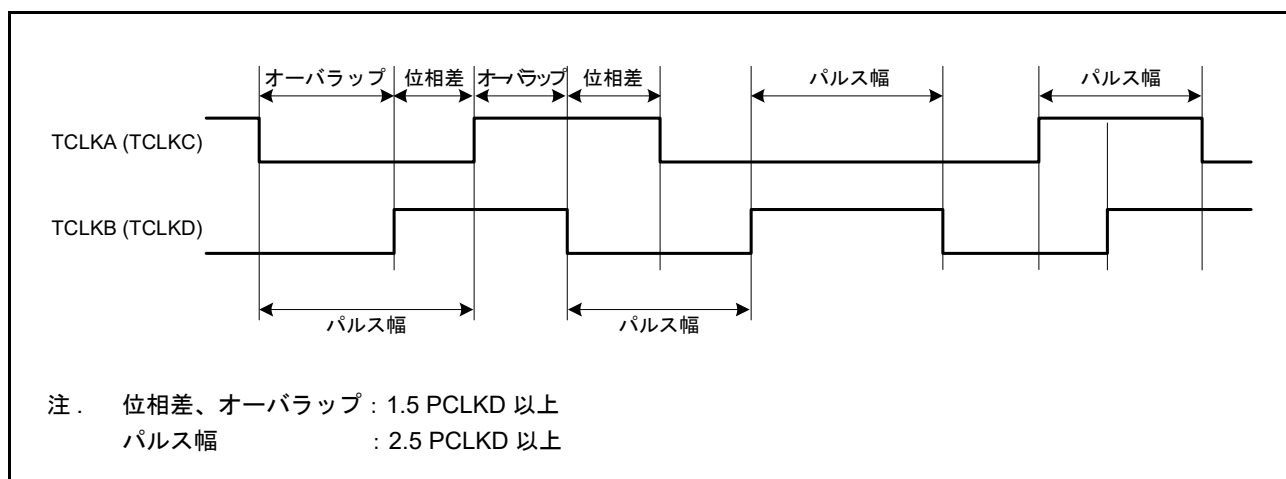 オーバラップ 位相差 オーバラップ 位相差 パルス幅 パルス幅
TCLKA (TCLKC)
TCLKB (TCLKD)
パルス幅 パルス幅
注. 位相差、オーバラップ : 1.5 PCLKD 以上
パルス幅 : 2.5 PCLKD 以上